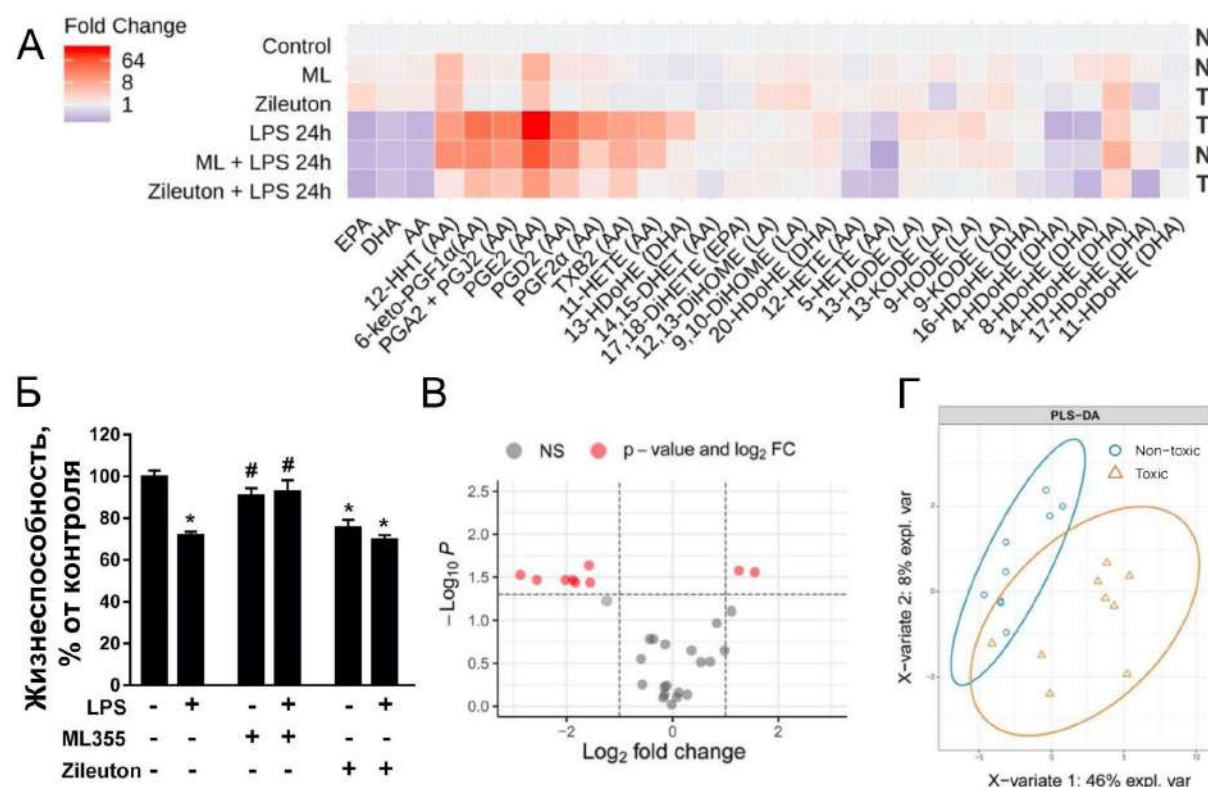 А
Fold Change
64
8
1
Control
ML
Zileuton
LPS 24h
ML + LPS 24h
Zileuton + LPS 24h
N
N
T
T
N
T
EPA
DHA
AA
12-HHT (AA)
6-keto-PGF1α(AA)
PGA2 + PGJ2 (AA)
PGE2 (AA)
PGD2 (AA)
PGF2α (AA)
TXB2 (AA)
11-HETE (AA)
13-HDoHE (DHA)
14,15-DHET (AA)
17,18-DiHETE (EPA)
12,13-DiHOME (LA)
9,10-DiHOME (LA)
20-HDoHE (DHA)
12-HETE (AA)
5-HETE (AA)
13-HODE (LA)
13-KODE (LA)
9-HODE (LA)
9-KODE (LA)
16-HDoHE (DHA)
4-HDoHE (DHA)
8-HDoHE (DHA)
14-HDoHE (DHA)
17-HDoHE (DHA)
11-HDoHE (DHA)
Б
Жизнеспособность,
% от контроля
120
100
80
60
40
20
0
*
#
#
*
*
LPS - + - + - +
ML355 - - + + - -
Zileuton - - - - + +
В
NS
p – value and log2 FC
– Log10 P
2.5
2.0
1.5
1.0
0.5
0.0
−2 0 2
Log2 fold change
Г
PLS-DA
Non-toxic
Toxic
X-variate 2: 8% expl. var
2
0
-2
-5 0 5 10
X-variate 1: 46% expl. var